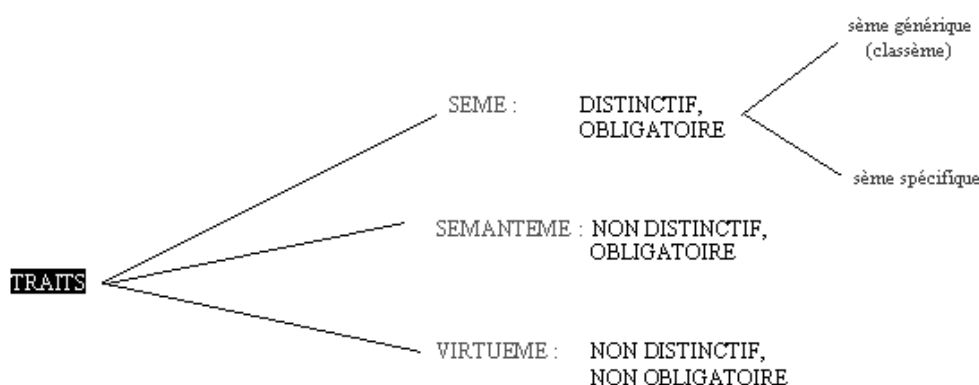 sème générique
(classème)
SEME : DISTINCTIF,
OBLIGATOIRE
sème spécifique
SEMANTEME : NON DISTINCTIF,
OBLIGATOIRE
TRAITS
VIRTUEME : NON DISTINCTIF,
NON OBLIGATOIRE